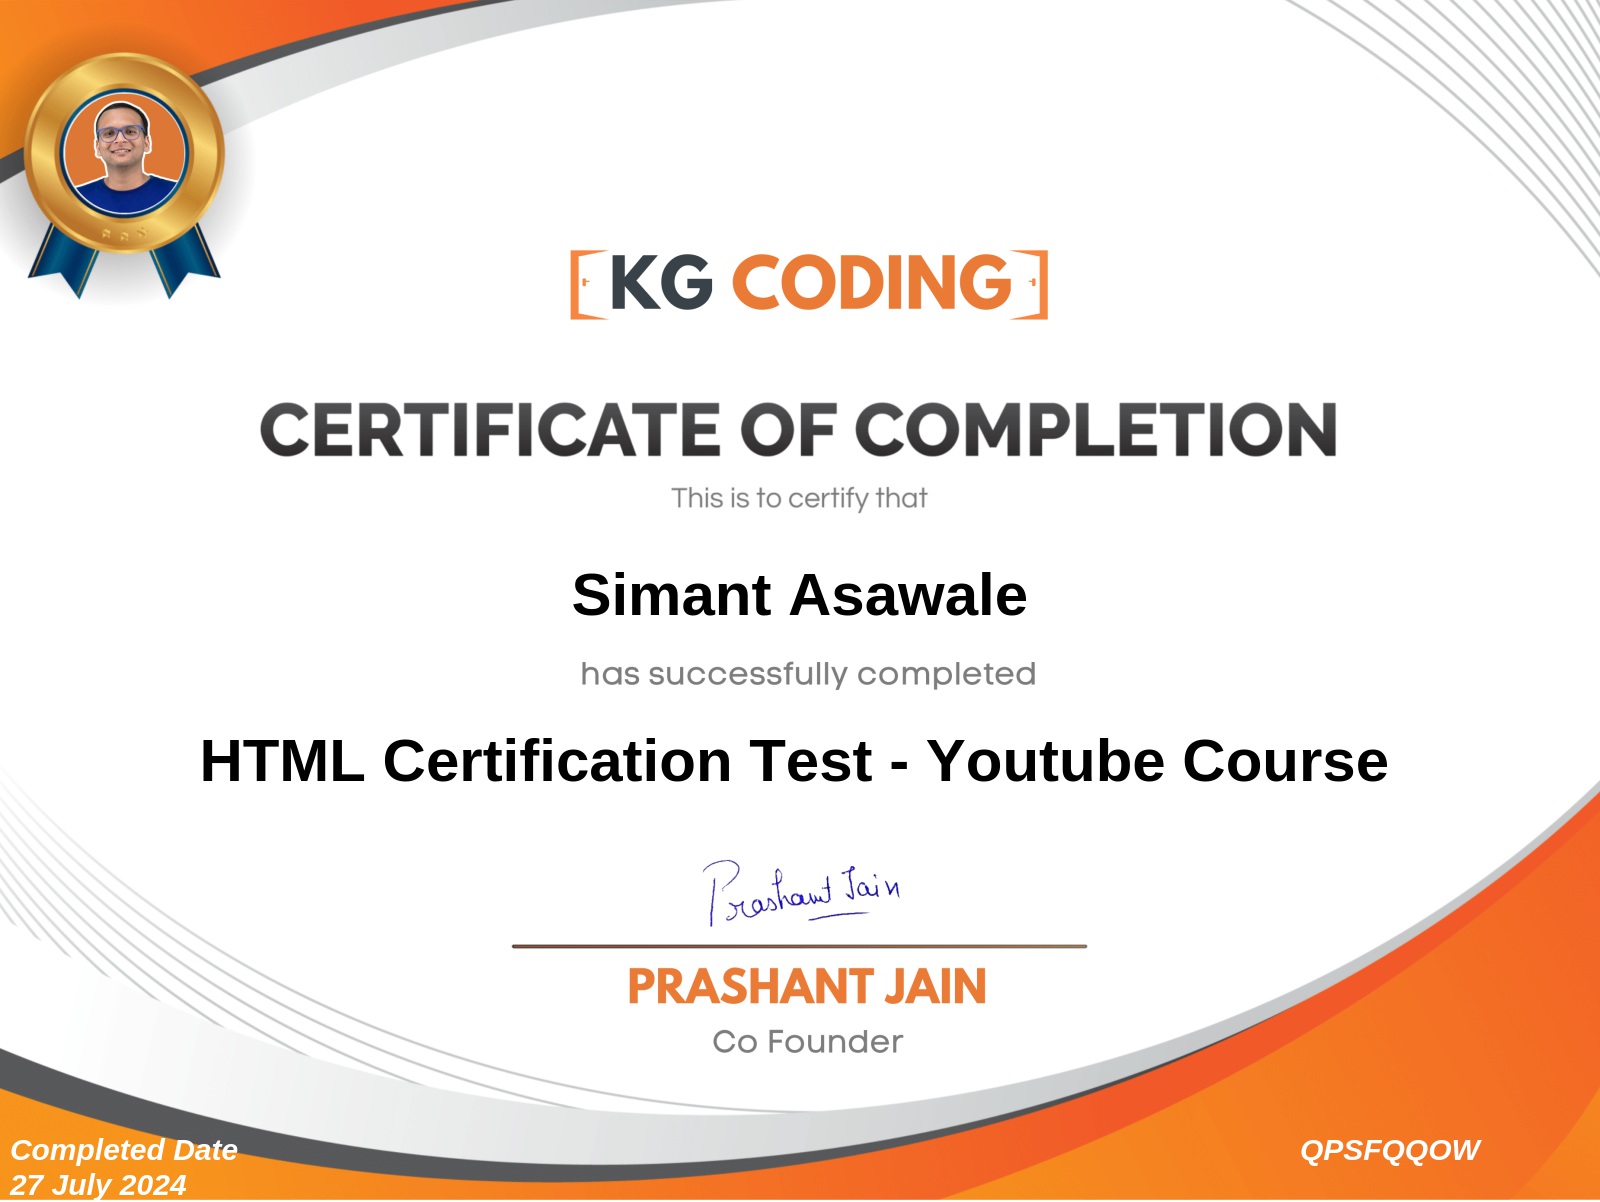 KG CODING
CERTIFICATE OF COMPLETION
This is to certify that
Simant Asawale
has successfully completed
HTML Certification Test - Youtube Course
Prashant Jain
PRASHANT JAIN
Co Founder
Completed Date
27 July 2024
QPSFQQOW